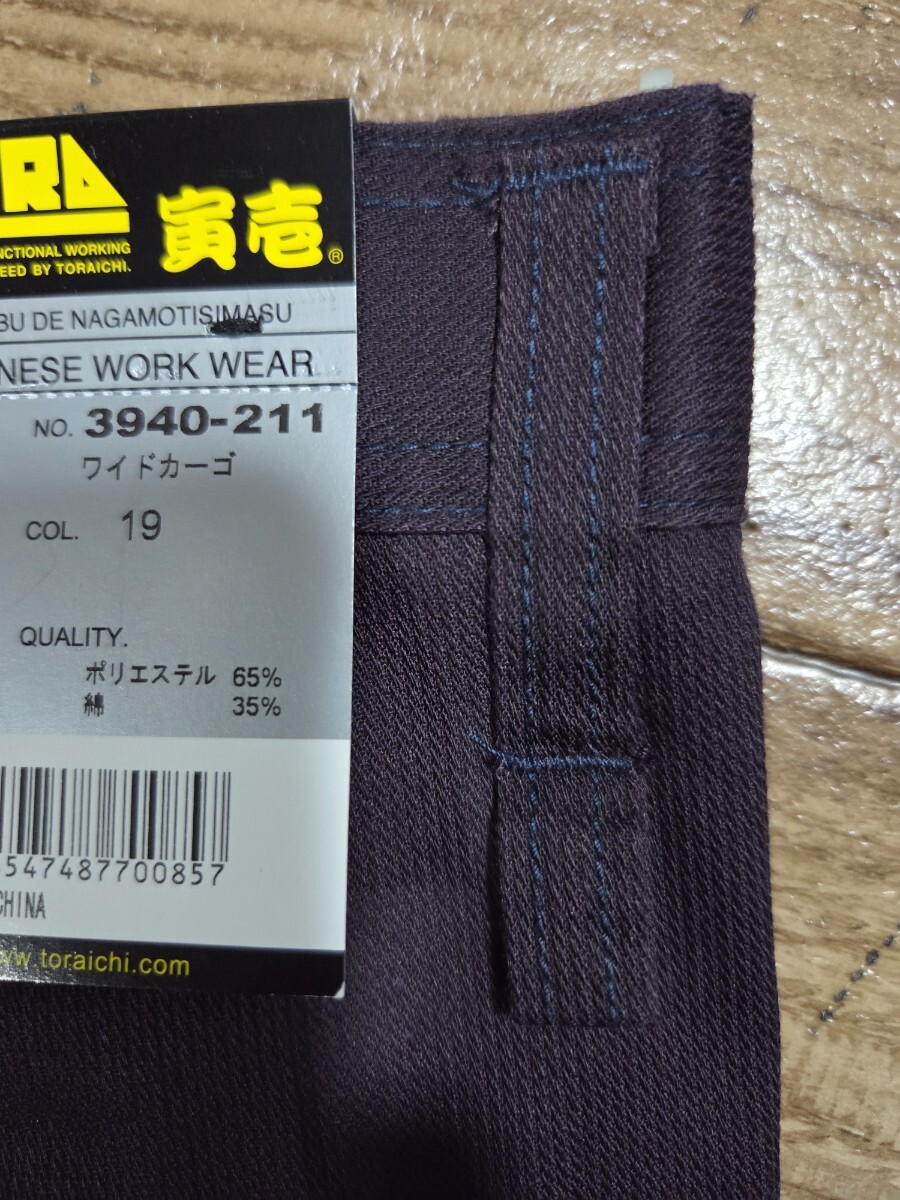 寅壱®
NCTIONAL WORKING
EED BY TORAICHI.
BU DE NAGAMOTISIMASU
NESE WORK WEAR
NO. 3940-211
ワイドカーゴ
COL. 19
QUALITY.
ポリエステル 65%
綿 35%
547487700857
CHINA
www.toraichi.com